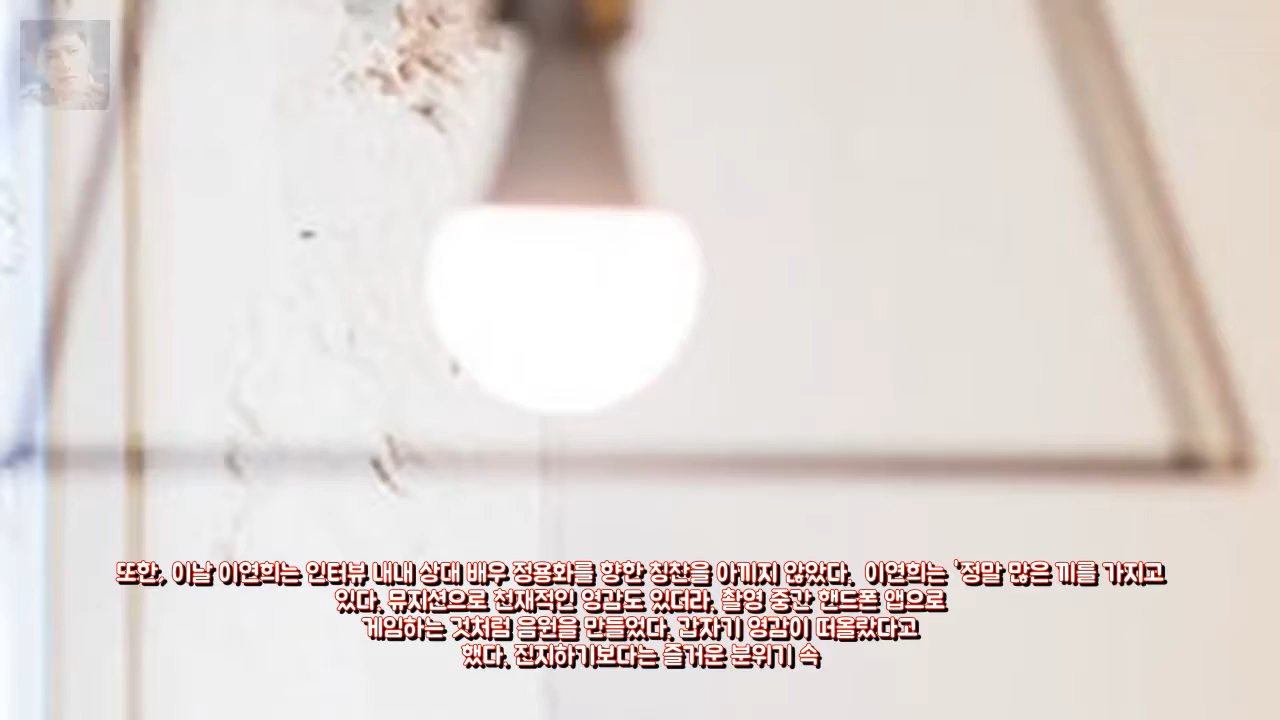 또한, 이날 이연희는 인터뷰 내내 상대 배우 정용화를 향한 칭찬을 아끼지 않았다.  이연희는 '정말 많은 끼를 가지고
있다. 뮤지션으로 천재적인 영감도 있더라. 촬영 중간 핸드폰 앱으로
게임하는 것처럼 음원을 만들었다. 갑자기 영감이 떠올랐다고
했다. 진지하기보다는 즐거운 분위기 속